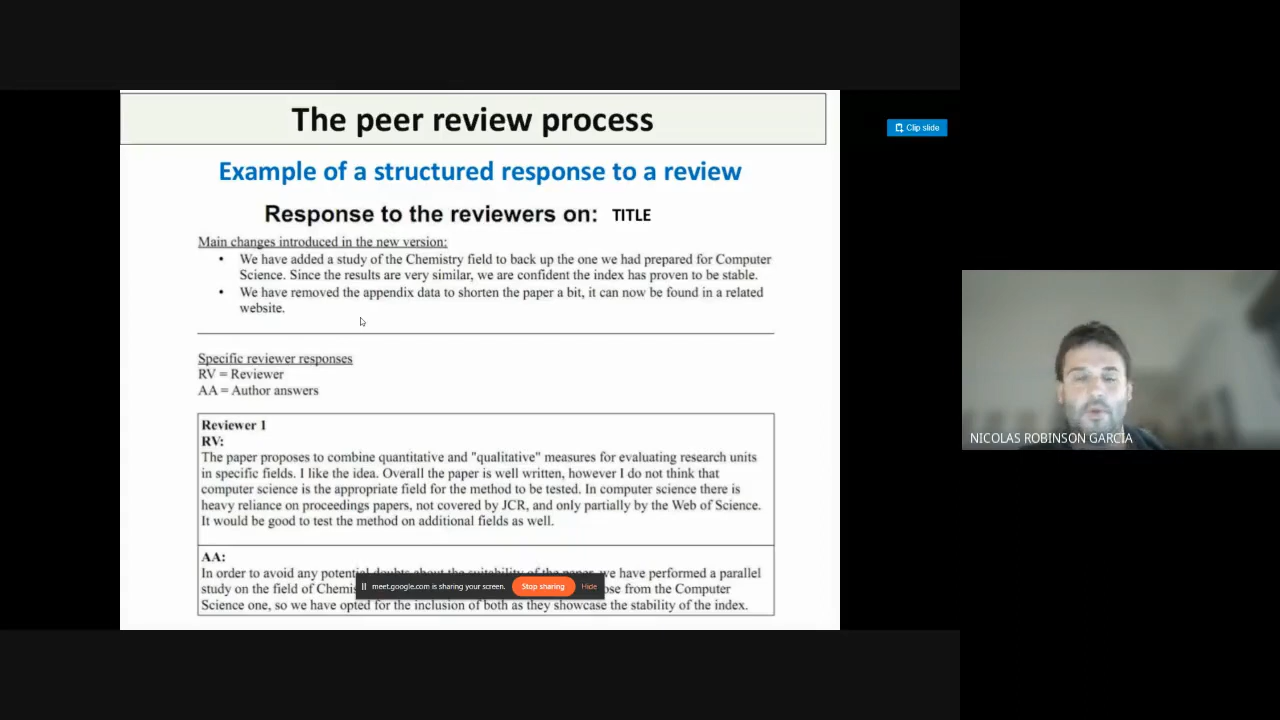 The peer review process
Clip slide
Example of a structured response to a review
Response to the reviewers on: TITLE
Main changes introduced in the new version:
• We have added a study of the Chemistry field to back up the one we had prepared for Computer
Science. Since the results are very similar, we are confident the index has proven to be stable.
• We have removed the appendix data to shorten the paper a bit, it can now be found in a related
website.
Specific reviewer responses
RV = Reviewer
AA = Author answers
Reviewer 1
RV:
The paper proposes to combine quantitative and "qualitative" measures for evaluating research units
in specific fields. I like the idea. Overall the paper is well written, however I do not think that
computer science is the appropriate field for the method to be tested. In computer science there is
heavy reliance on proceedings papers, not covered by JCR, and only partially by the Web of Science.
It would be good to test the method on additional fields as well.
AA:
In order to avoid any potential doubts about the suitability of the paper, we have performed a parallel
study on the field of Chemis ose from the Computer
meet.google.com is sharing your screen. Stop sharing Hide
Science one, so we have opted for the inclusion of both as they showcase the stability of the index.
NICOLAS ROBINSON GARCIA